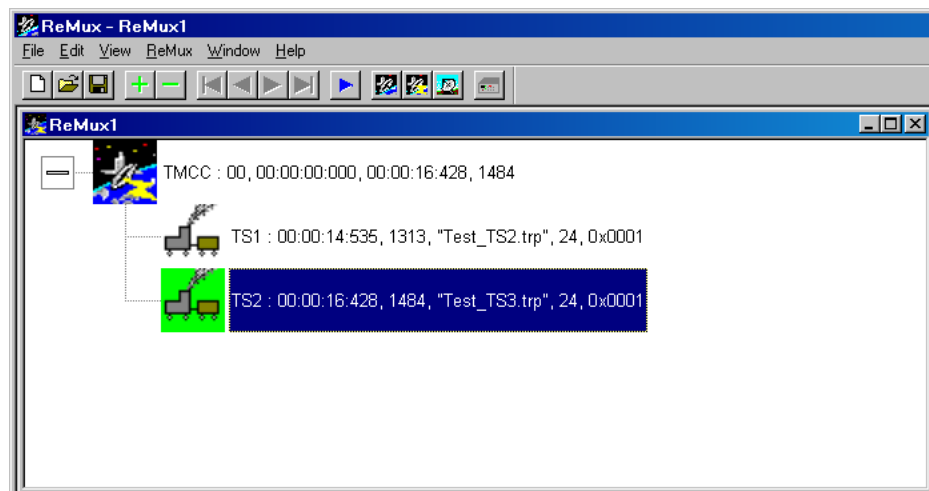 ReMux - ReMux1
File Edit View ReMux Window Help
ReMux1
TMCC : 00, 00:00:00:000, 00:00:16:428, 1484
TS1 : 00:00:14:535, 1313, "Test_TS2.trp", 24, 0x0001
TS2 : 00:00:16:428, 1484, "Test_TS3.trp", 24, 0x0001